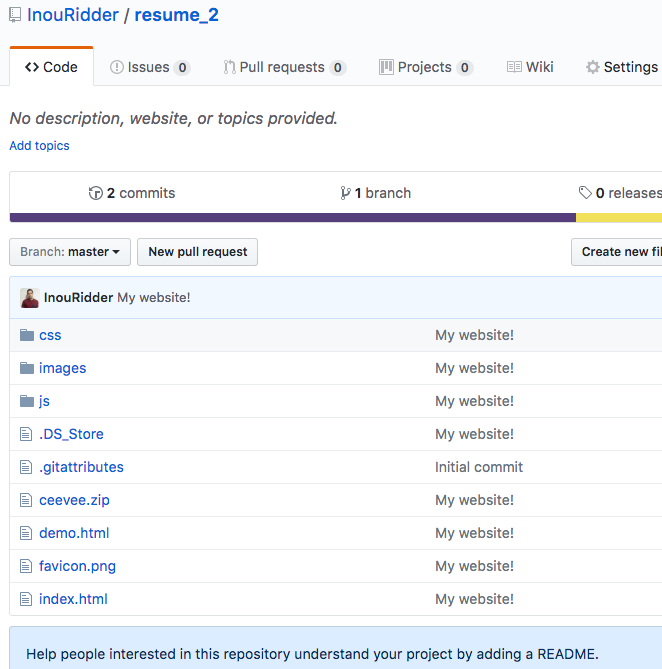 InouRidder / resume_2
Code Issues 0 Pull requests 0 Projects 0 Wiki Settings
No description, website, or topics provided.
Add topics
2 commits 1 branch 0 releases
Branch: master New pull request Create new fil
InouRidder My website!
css My website!
images My website!
js My website!
.DS_Store My website!
.gitattributes Initial commit
ceevee.zip My website!
demo.html My website!
favicon.png My website!
index.html My website!
Help people interested in this repository understand your project by adding a README.